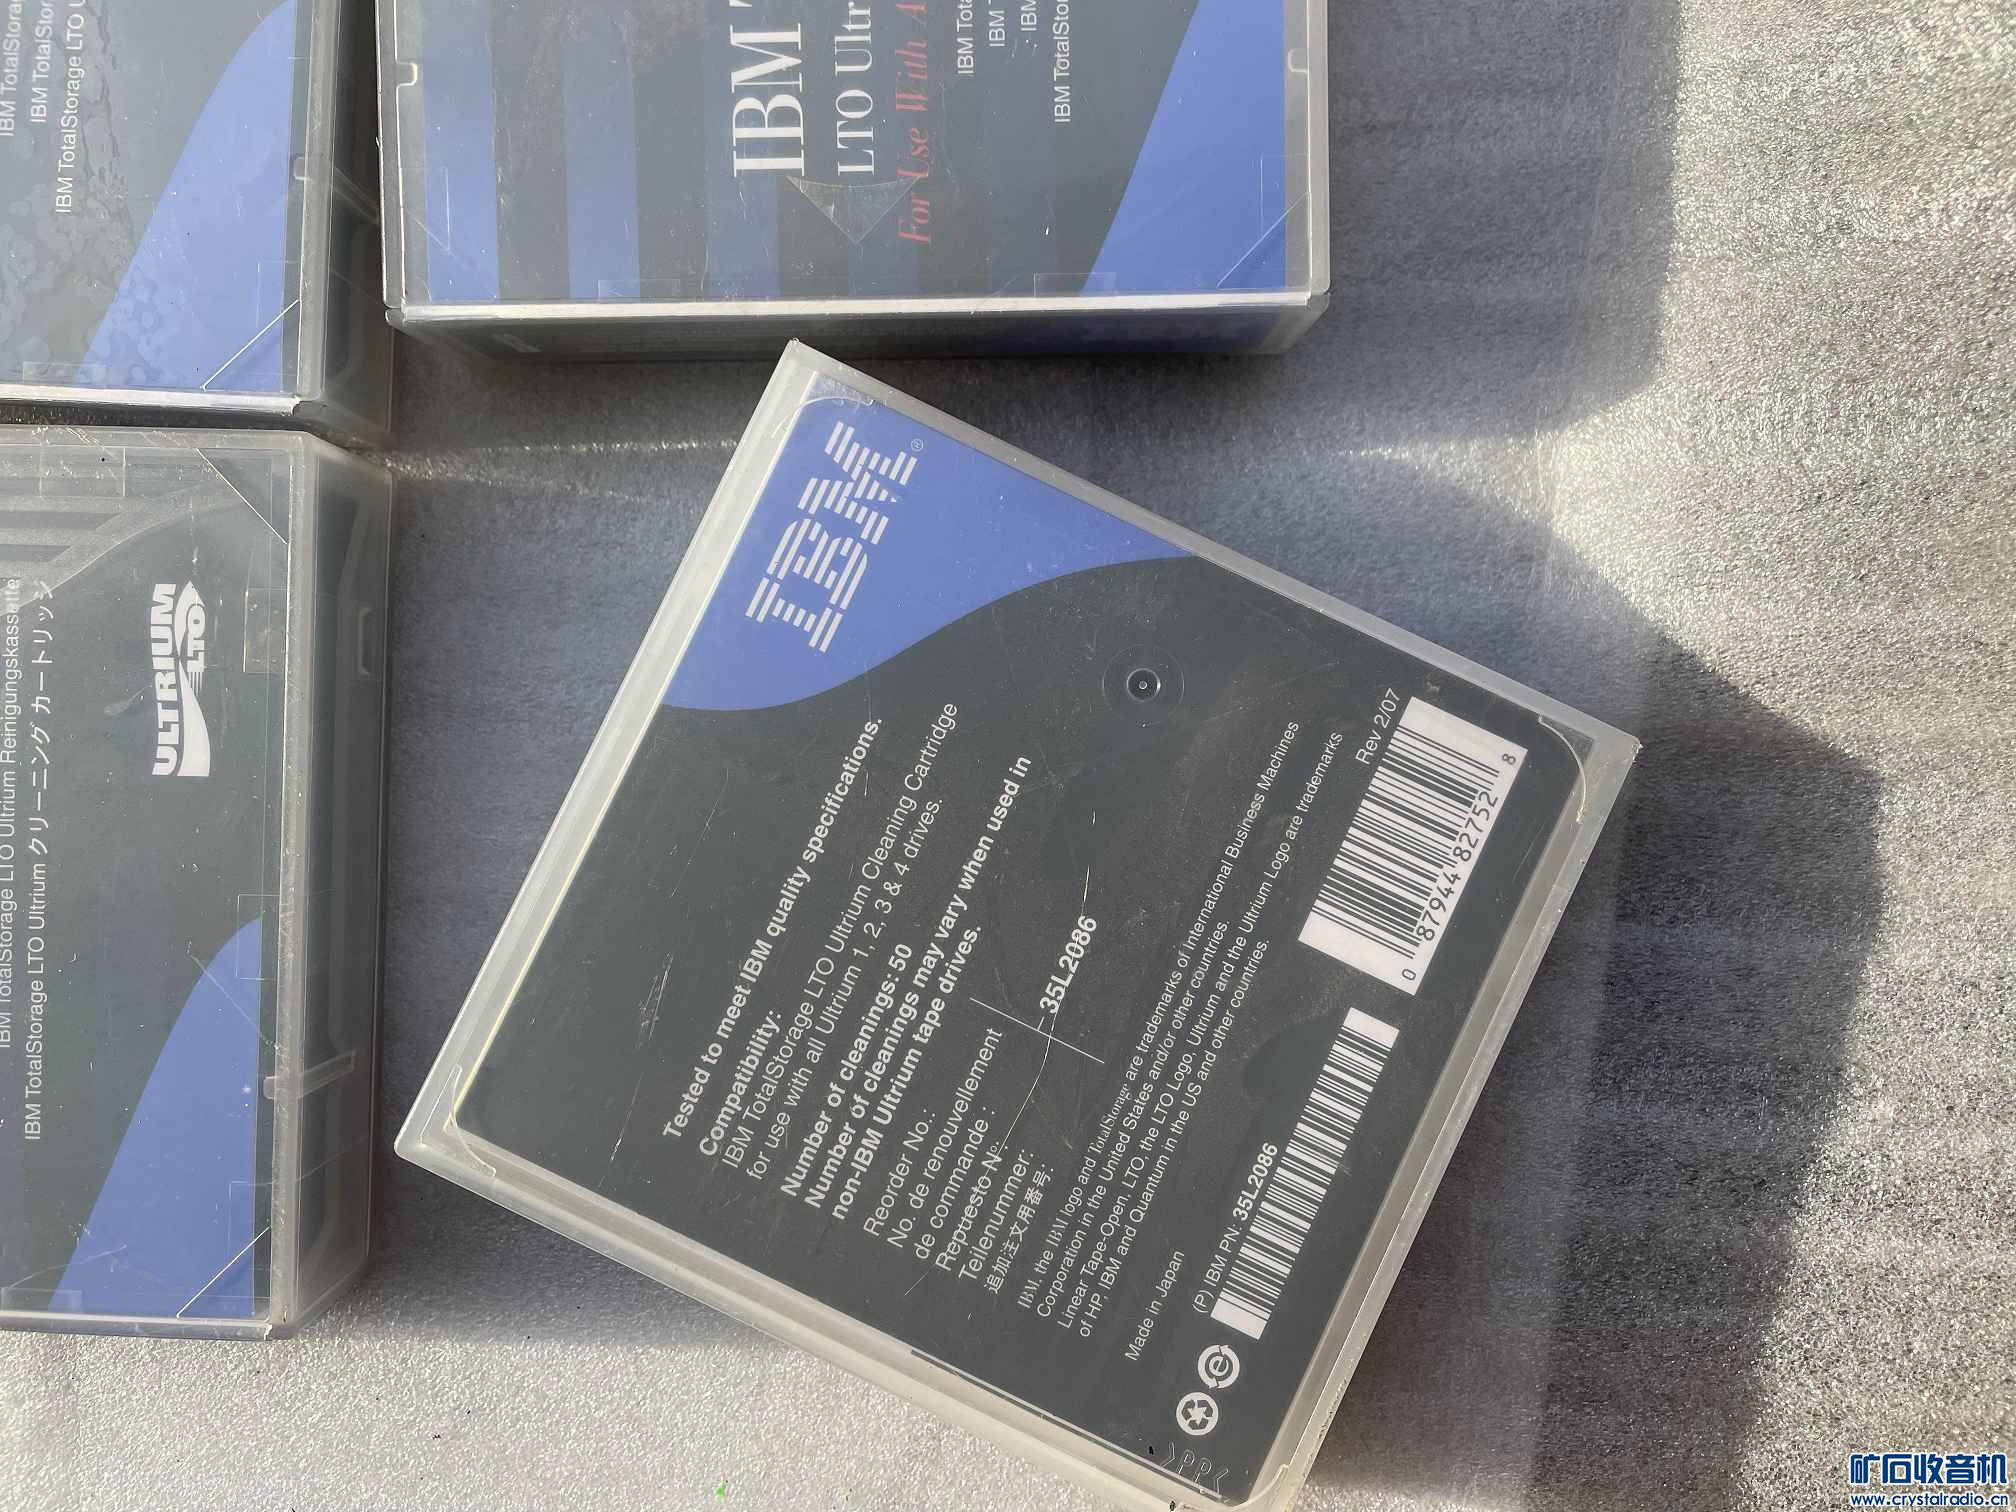 IBM TotalStorage LTO
IBM
LTO Ultr
For Use With A
IBM
IBM TotalStor
IBM TotalStorage LTO Ultrium Reinigungskassette
IBM TotalStorage LTO Ultrium クリーニング カートリッジ
ULTRIUM
LTO
IBM®
Tested to meet IBM quality specifications.
Compatibility:
IBM TotalStorage LTO Ultrium Cleaning Cartridge
for use with all Ultrium 1, 2, 3 & 4 drives.
Number of cleanings: 50
Number of cleanings may vary when used in
non-IBM Ultrium tape drives.
Reorder No.:
No. de renouvellement
de commande :
Repuesto N°.
Teilenummer:
追加注文用番号:
35L2086
IBM, the IBM logo and TotalStorage are trademarks of International Business Machines
Corporation in the United States and/or other countries.
Linear Tape-Open, LTO, the LTO Logo, Ultrium and the Ultrium Logo are trademarks
of HP, IBM and Quantum in the US and other countries.
Made in Japan
Rev 2/07
(P) IBM PN: 35L2086
0 87944 82752 8
>PP<
矿石收音机
www.crystalradio.cn